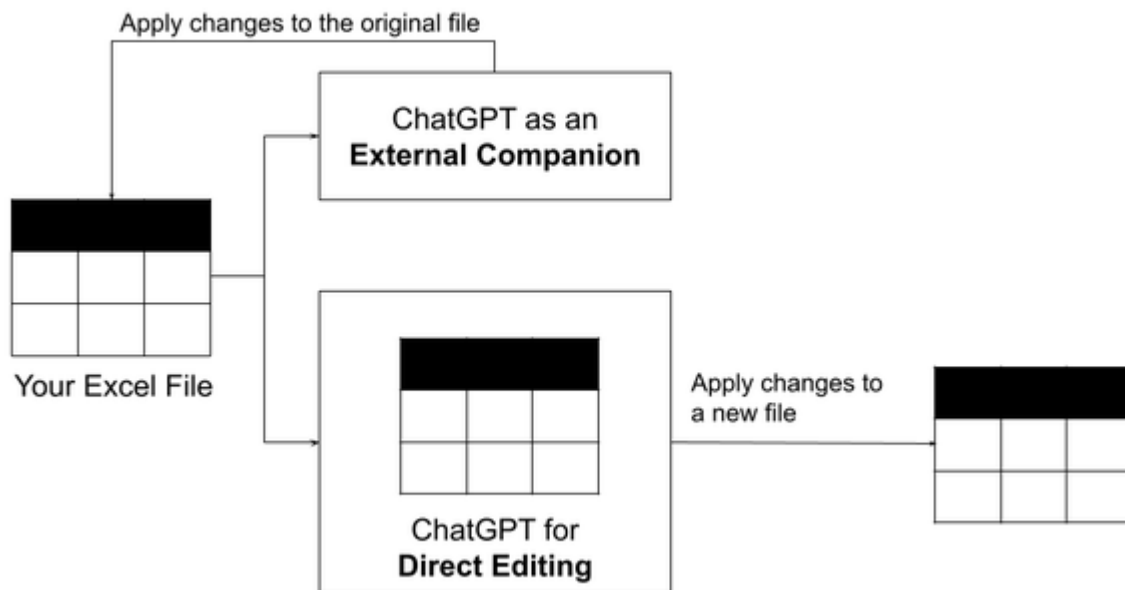 Apply changes to the original file
ChatGPT as an
External Companion
Your Excel File
Apply changes to
a new file
ChatGPT for
Direct Editing